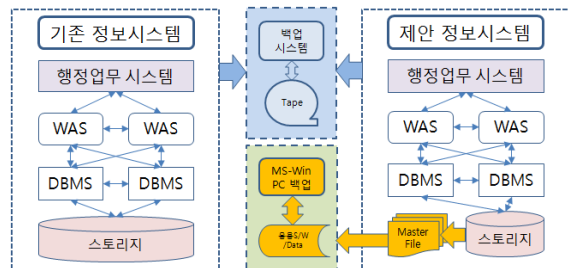 기존 정보시스템
행정업무 시스템
WAS
WAS
DBMS
DBMS
스토리지
백업
시스템
Tape
MS-Win
PC 백업
응용S/W
/Data
제안 정보시스템
행정업무 시스템
WAS
WAS
DBMS
DBMS
Master
File
스토리지